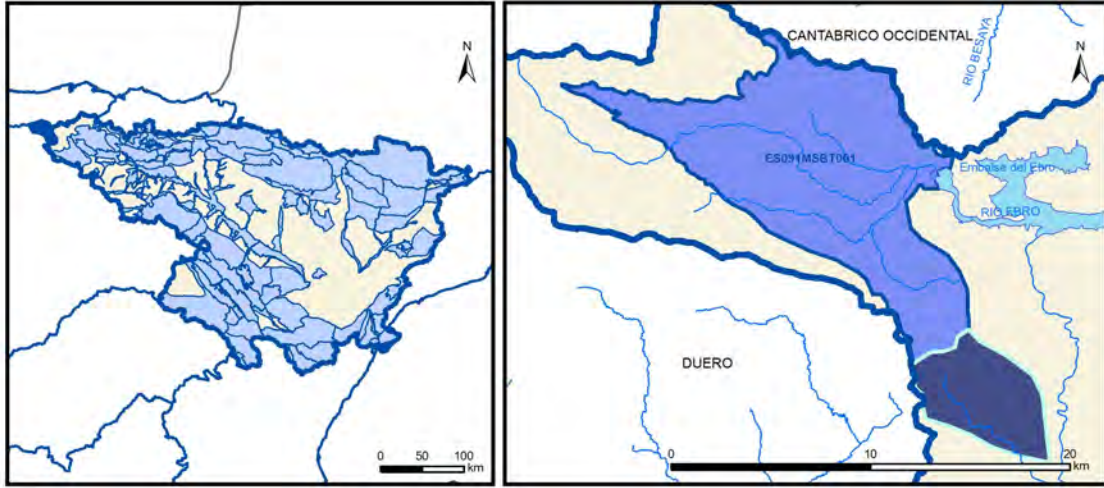 N
0 50 100
km
CANTABRICO OCCIDENTAL
RIO BESAYA
N
ES091MSBT001
Embalse del Ebro
RIO EBRO
DUERO
0 10 20
km